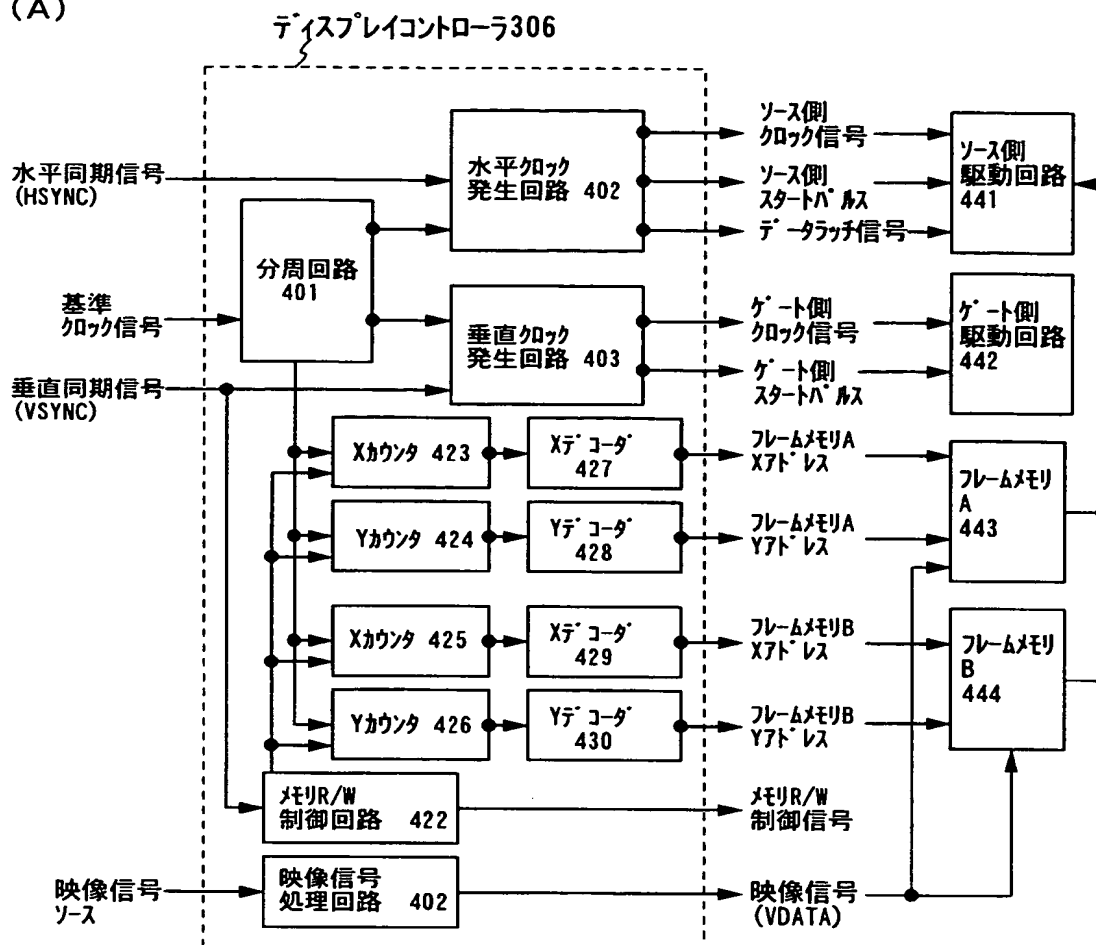 (A)
ディスプレイコントローラ306
水平同期信号
(HSYNC)
基準
クロック信号
垂直同期信号
(VSYNC)
映像信号
ソース
分周回路
401
水平クロック
発生回路 402
垂直クロック
発生回路 403
Xカウンタ 423
Xデコーダ
427
Yカウンタ 424
Yデコーダ
428
Xカウンタ 425
Xデコーダ
429
Yカウンタ 426
Yデコーダ
430
メモリR/W
制御回路 422
映像信号
処理回路 402
ソース側
クロック信号
ソース側
スタートパルス
データラッチ信号
ゲート側
クロック信号
ゲート側
スタートパルス
フレームメモリA
Xアドレス
フレームメモリA
Yアドレス
フレームメモリB
Xアドレス
フレームメモリB
Yアドレス
メモリR/W
制御信号
映像信号
(VDATA)
ソース側
駆動回路
441
ゲート側
駆動回路
442
フレームメモリ
A
443
フレームメモリ
B
444